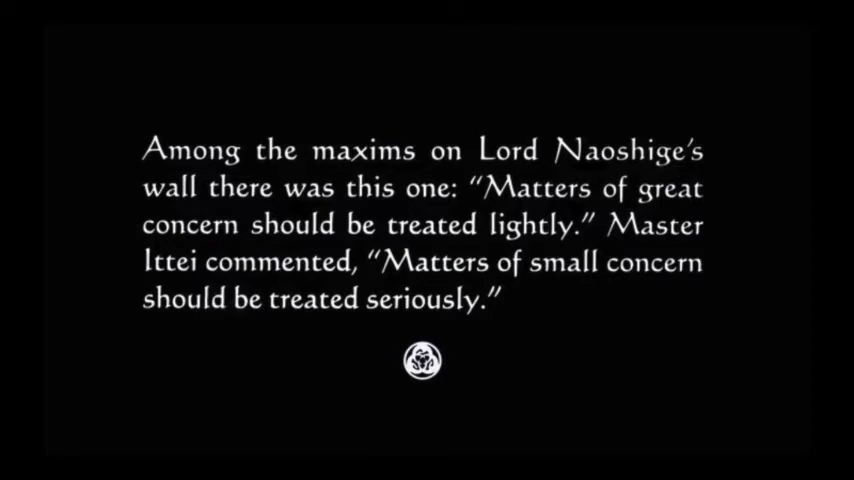 Among the maxims on Lord Naoshige's
wall there was this one: "Matters of great
concern should be treated lightly." Master
Ittei commented, "Matters of small concern
should be treated seriously."